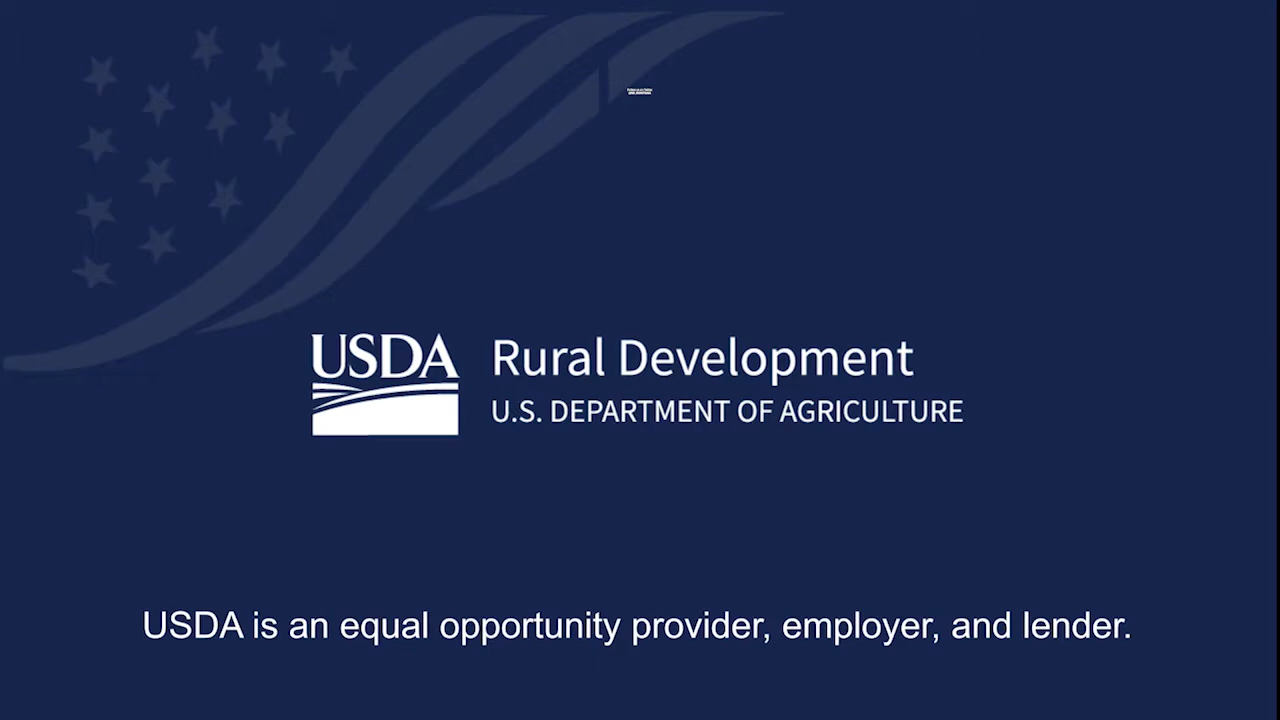 USDA
Rural Development
U.S. DEPARTMENT OF AGRICULTURE
USDA is an equal opportunity provider, employer, and lender.